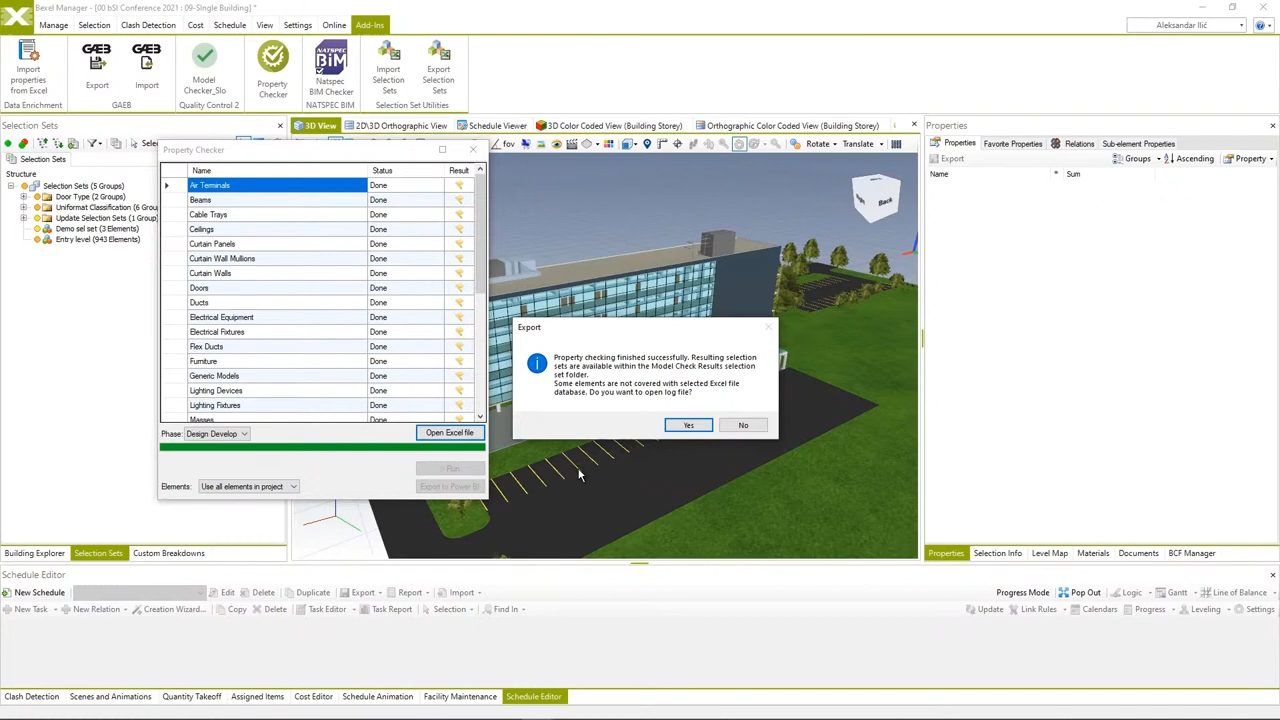 Bexel Manager - [00 bSI Conference 2021 : 09-Single Building] *
Manage Selection Clash Detection Cost Schedule View Settings Online Add-Ins
Aleksandar Ilić
Import properties from Excel
GAEB Export
GAEB Import
Model Checker_Slo
Property Checker
NATSPEC BIM
Natspec BIM Checker
Import Selection Sets
Export Selection Sets
Data Enrichment GAEB Quality Control 2 NATSPEC BIM Selection Set Utilities
Selection Sets
Selection Sets
Structure
Selection Sets (5 Groups)
Door Type (2 Groups)
Uniformat Classification (6 Grou
Update Selection Sets (1 Group
Demo sel set (3 Elements)
Entry level (943 Elements)
3D View 2D\3D Orthographic View Schedule Viewer 3D Color Coded View (Building Storey) Orthographic Color Coded View (Building Storey)
fov Rotate Translate
Back
Property Checker
Name Status Result
Air Terminals Done
Beams Done
Cable Trays Done
Ceilings Done
Curtain Panels Done
Curtain Wall Mullions Done
Curtain Walls Done
Doors Done
Ducts Done
Electrical Equipment Done
Electrical Fixtures Done
Flex Ducts Done
Furniture Done
Generic Models Done
Lighting Devices Done
Lighting Fixtures Done
Masses Done
Phase: Design Develop Open Excel file
> Run
Elements: Use all elements in project Export to Power BI
Export
Property checking finished successfully. Resulting selection
sets are available within the Model Check Results selection
set folder.
Some elements are not covered with selected Excel file
database. Do you want to open log file?
Yes No
Properties
Properties Favorite Properties Relations Sub-element Properties
Export Groups Ascending Property
Name * Sum
Building Explorer Selection Sets Custom Breakdowns
Properties Selection Info Level Map Materials Documents BCF Manager
Schedule Editor
New Schedule Edit Delete Duplicate Export Report Import Progress Mode Pop Out Logic Gantt Line of Balance
New Task New Relation Creation Wizard... Copy Delete Task Editor Task Report Selection Find In Update Link Rules Calendars Progress Leveling Settings
Clash Detection Scenes and Animations Quantity Takeoff Assigned Items Cost Editor Schedule Animation Facility Maintenance Schedule Editor